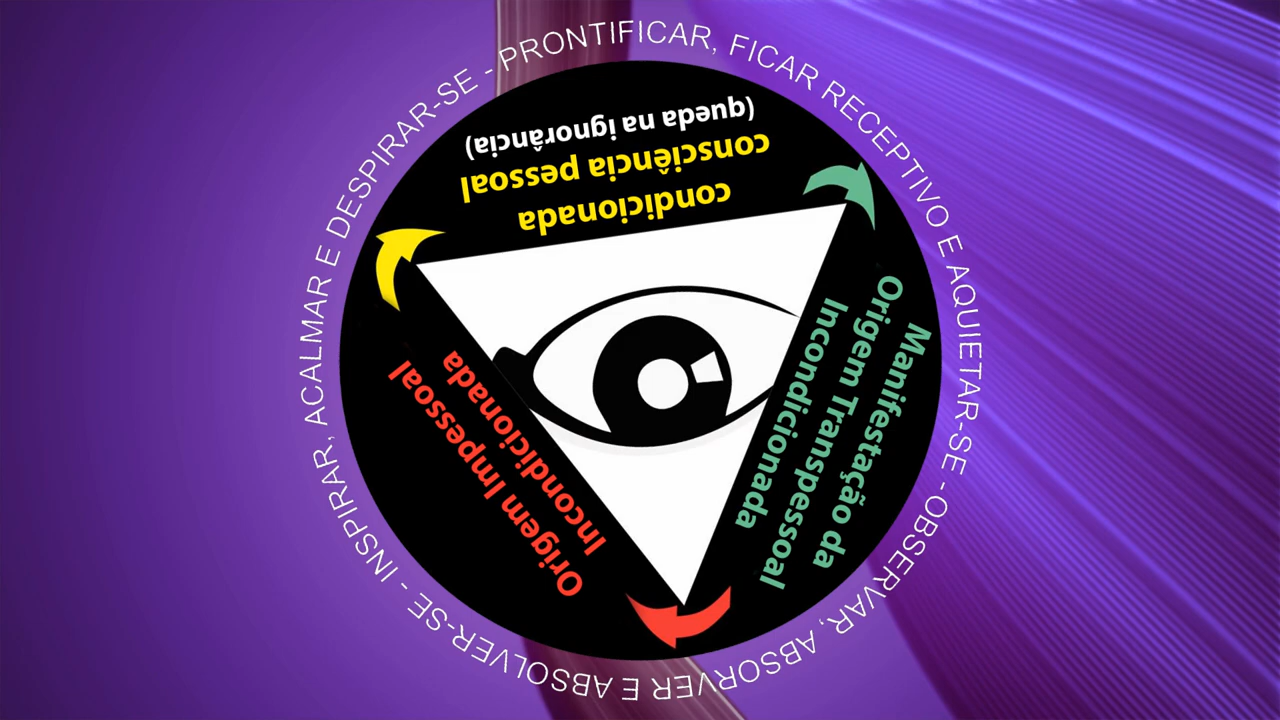 PRONTIFICAR, FICAR RECEPTIVO E AQUIETAR-SE - OBSERVAR, ABSORVER E ABSOLVER-SE - INSPIRAR, ACALMAR E DESPIRAR-SE -
condicionada
consciência pessoal
(queda na ignorância)
Manifestação da
Origem Transpessoal
Incondicionada
Origem Impessoal
Incondicionada